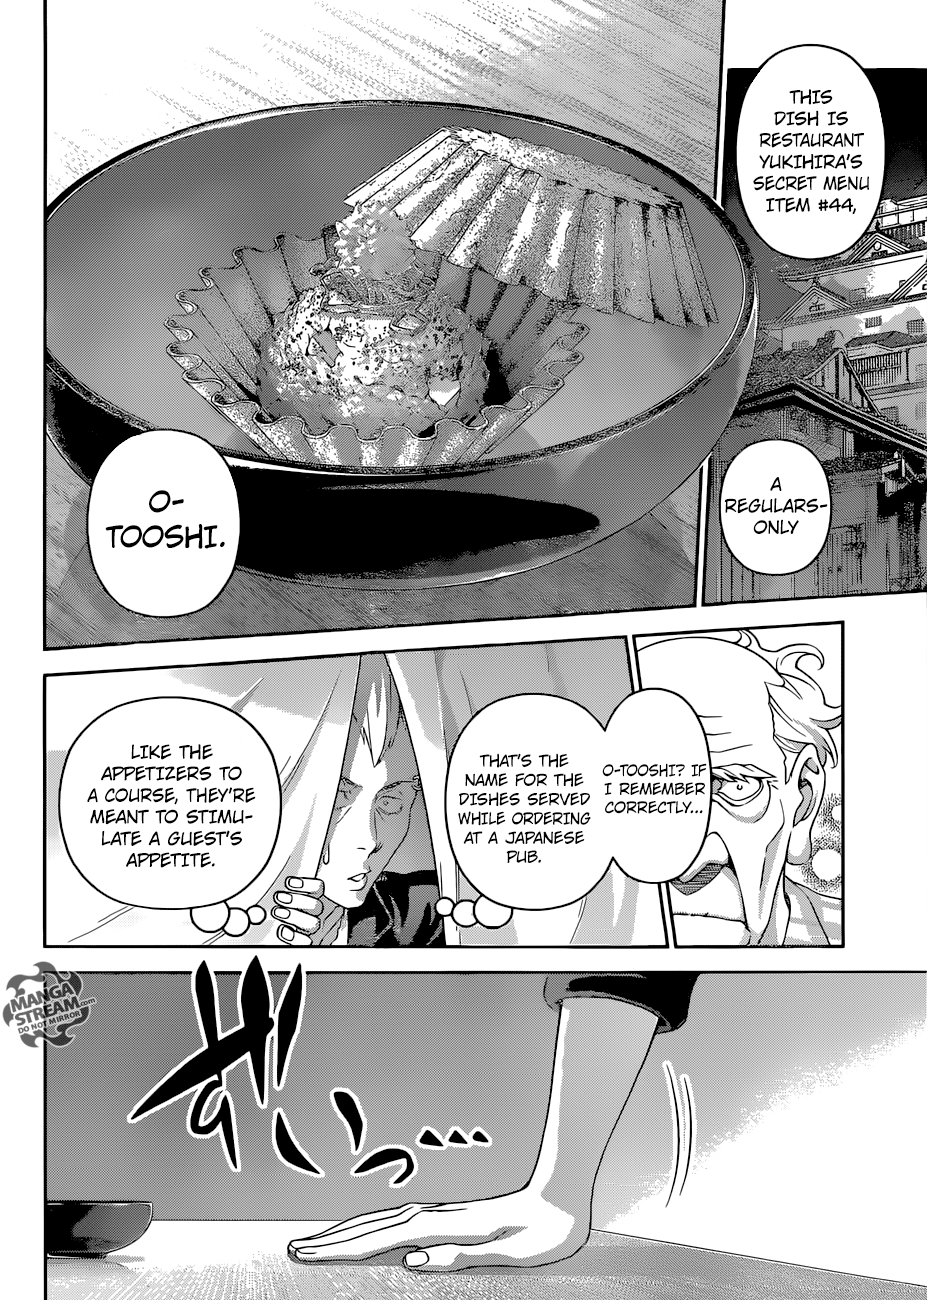 THIS
DISH IS
RESTAURANT
YUKIHIRA'S
SECRET MENU
ITEM #44,
A
REGULARS-
ONLY
O-
TOOSHI.
O-TOOSHI? IF
I REMEMBER
CORRECTLY...
THAT'S THE
NAME FOR THE
DISHES SERVED
WHILE ORDERING
AT A JAPANESE
PUB.
LIKE THE
APPETIZERS TO
A COURSE, THEY'RE
MEANT TO STIMU-
LATE A GUEST'S
APPETITE.
ずいっ…
MANGA
STREAM.com
DO NOT MIRROR